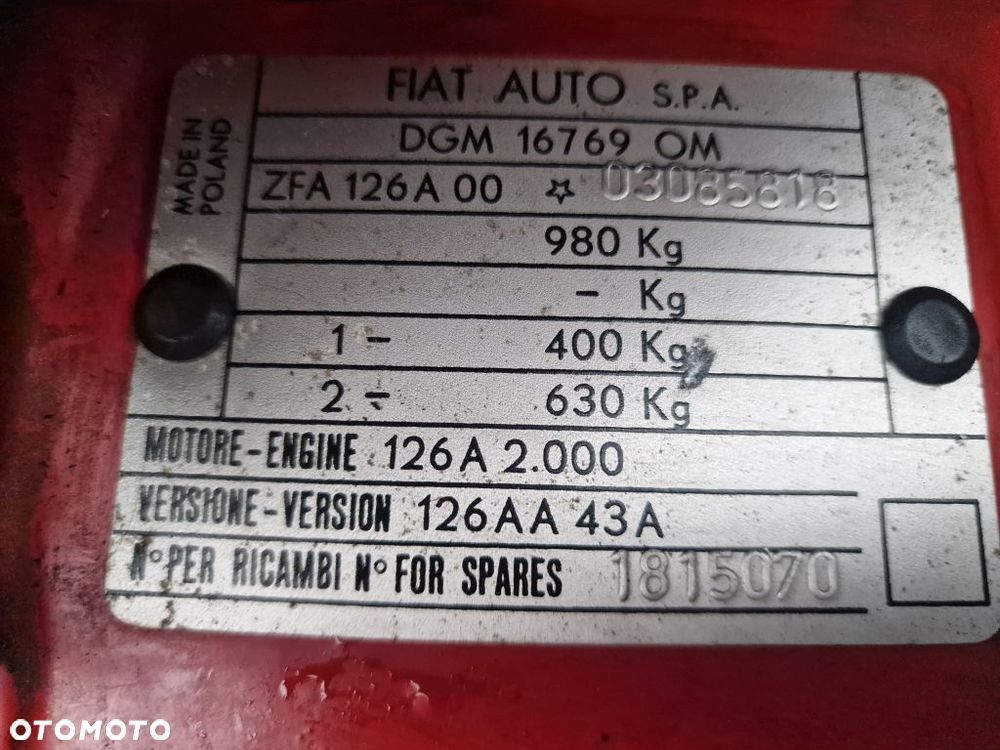 FIAT AUTO S.P.A.
MADE IN
POLAND
DGM 16769 OM
ZFA 126A 00 ☆ 03085818
980 Kg
- Kg
1 - 400 Kg
2 - 630 Kg
MOTORE-ENGINE 126A 2.000
VERSIONE-VERSION 126AA 43A
N° PER RICAMBI N° FOR SPARES 1815070
OTOMOTO